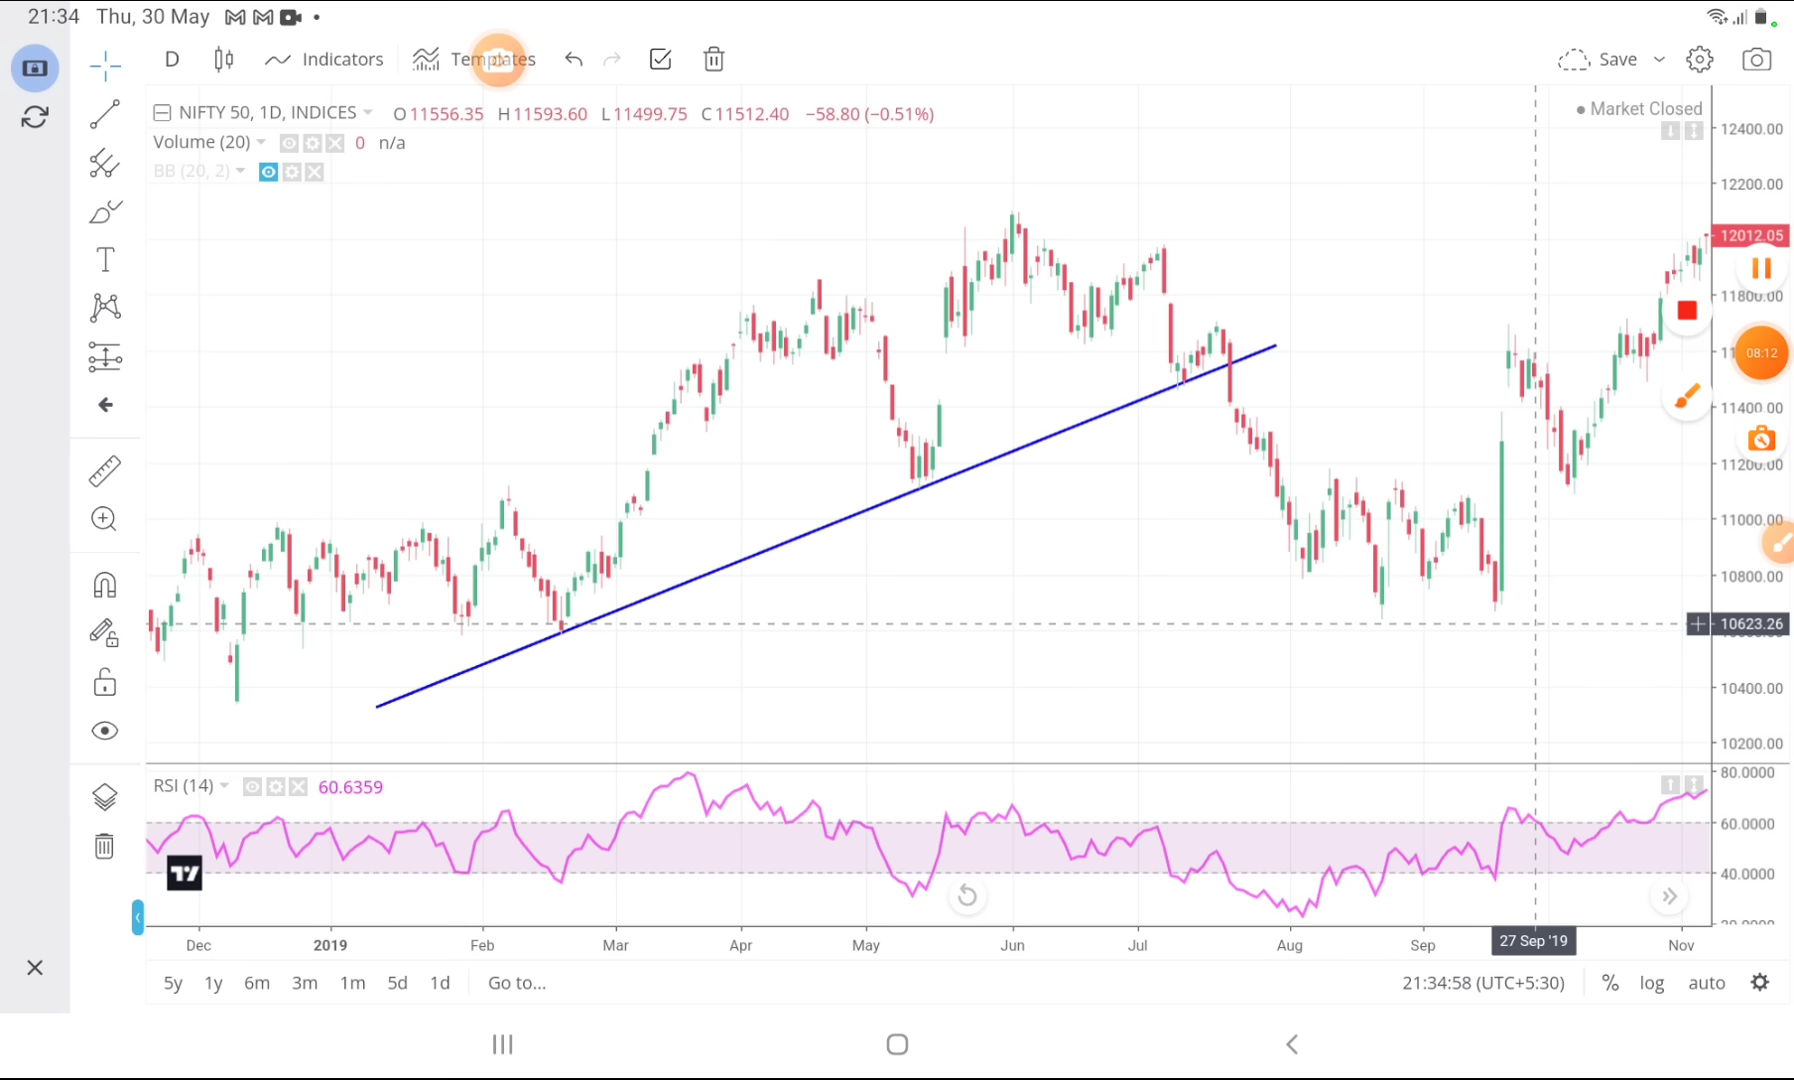 21:34 Thu, 30 May
D Indicators Templates Save
NIFTY 50, 1D, INDICES O11556.35 H11593.60 L11499.75 C11512.40 −58.80 (−0.51%)
Market Closed
Volume (20) 0 n/a
BB (20, 2)
12400.00
12200.00
12012.05
11800.00
08:12
11400.00
11200.00
11000.00
10800.00
10623.26
10400.00
10200.00
RSI (14) 60.6359
80.0000
60.0000
40.0000
Dec 2019 Feb Mar Apr May Jun Jul Aug Sep 27 Sep '19 Nov
5y 1y 6m 3m 1m 5d 1d Go to... 21:34:58 (UTC+5:30) % log auto